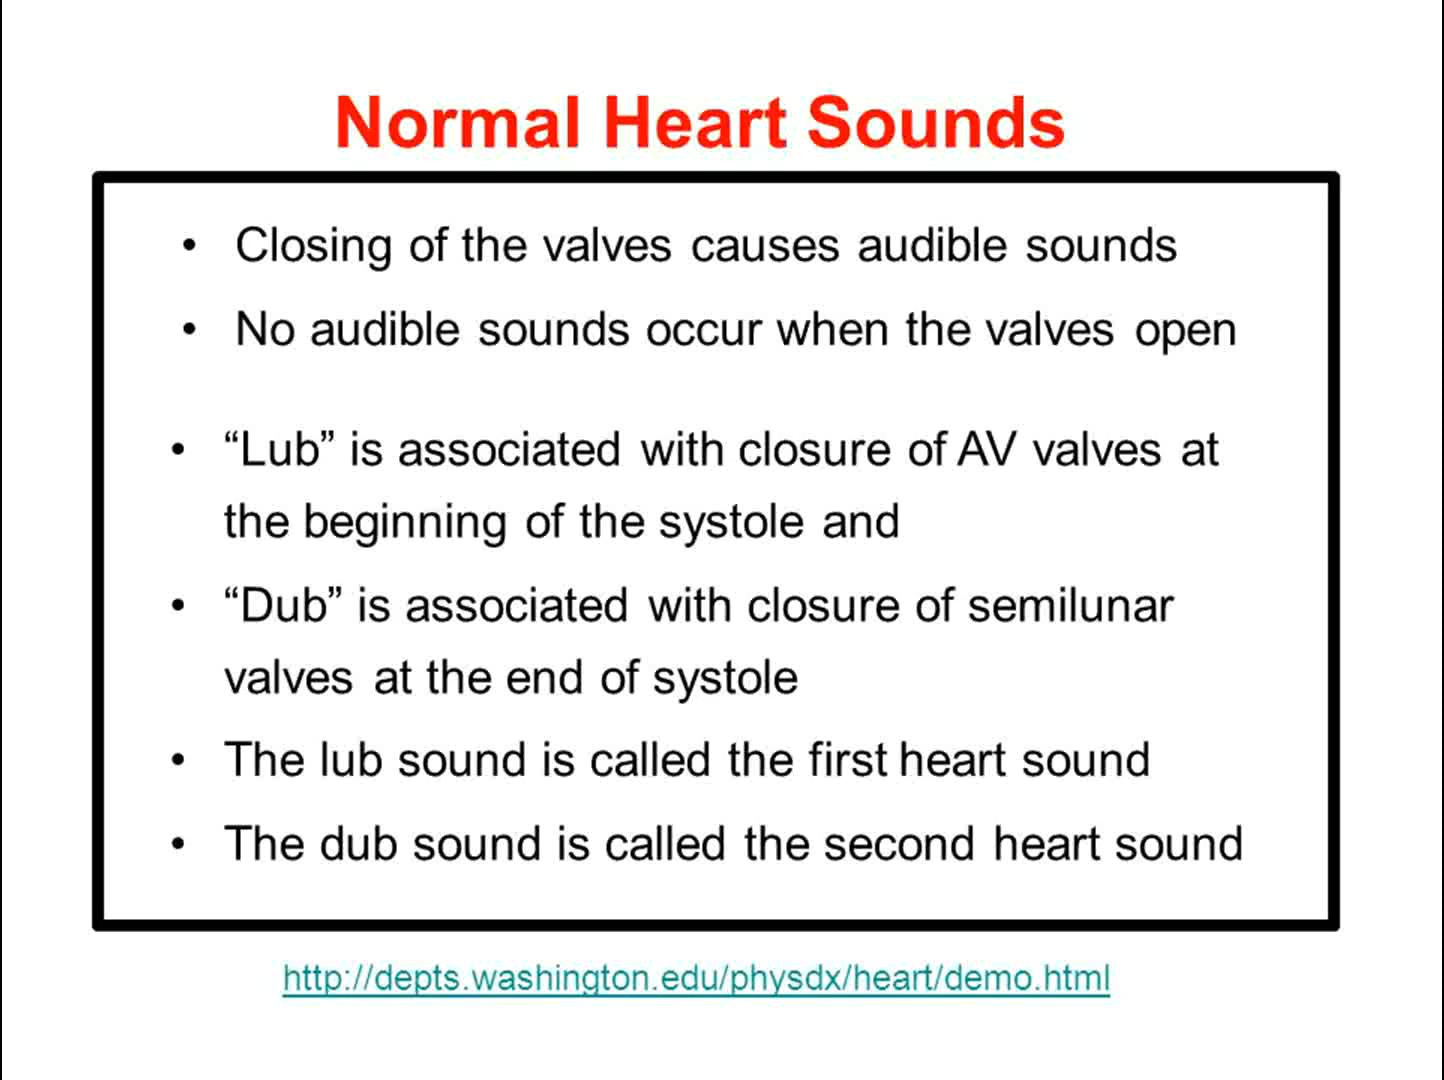 Normal Heart Sounds
• Closing of the valves causes audible sounds
• No audible sounds occur when the valves open
• “Lub” is associated with closure of AV valves at
the beginning of the systole and
• “Dub” is associated with closure of semilunar
valves at the end of systole
• The lub sound is called the first heart sound
• The dub sound is called the second heart sound
http://depts.washington.edu/physdx/heart/demo.html